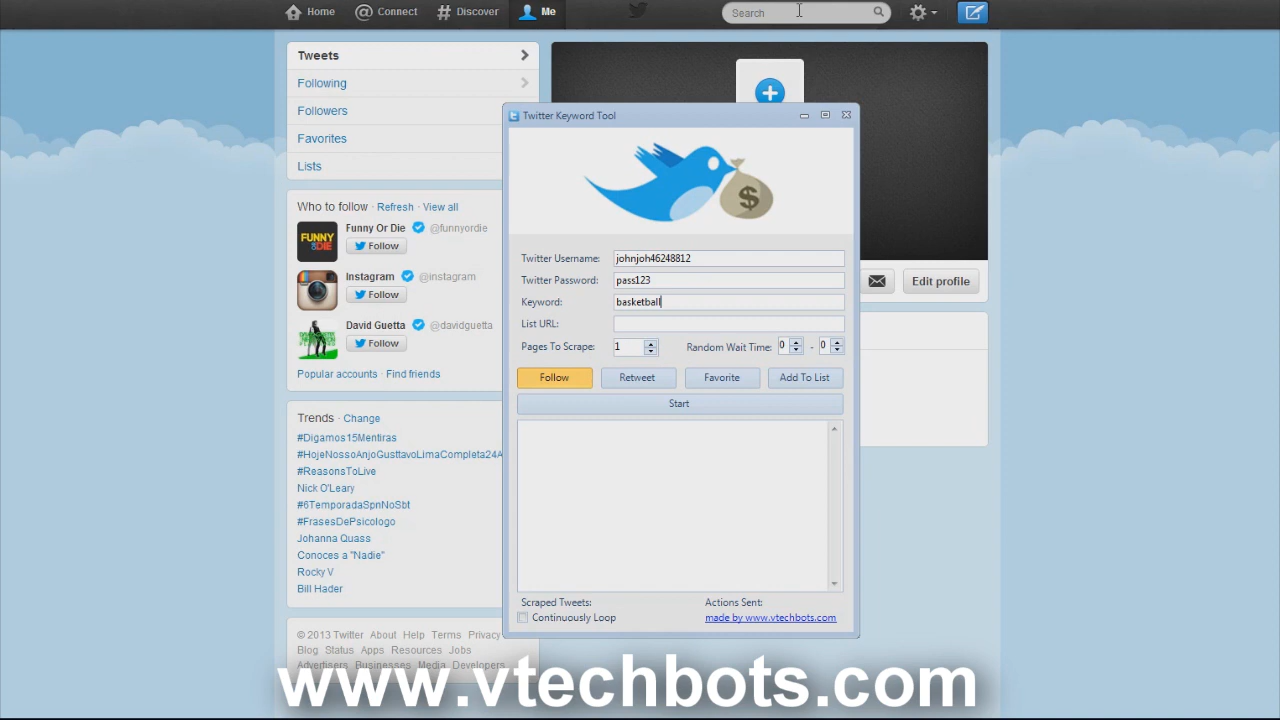 Home
Connect
Discover
Me
Search
Tweets
Following
Followers
Favorites
Lists
Who to follow · Refresh · View all
Funny Or Die @funnyordie
Follow
Instagram @instagram
Follow
David Guetta @davidguetta
Follow
Popular accounts · Find friends
Trends · Change
#Digamos15Mentiras
#HojeNossoAnjoGusttavoLimaCompleta24A
#ReasonsToLive
Nick O'Leary
#6TemporadaSpnNoSbt
#FrasesDePsicologo
Johanna Quass
Conoces a "Nadie"
Rocky V
Bill Hader
© 2013 Twitter About Help Terms Privacy
Blog Status Apps Resources Jobs
Advertisers Businesses Media Developers
Edit profile
Twitter Keyword Tool
$
Twitter Username: johnjoh46248812
Twitter Password: pass123
Keyword: basketball
List URL:
Pages To Scrape: 1 Random Wait Time: 0 - 0
Follow Retweet Favorite Add To List
Start
Scraped Tweets: Actions Sent:
Continuously Loop made by www.vtechbots.com
www.vtechbots.com